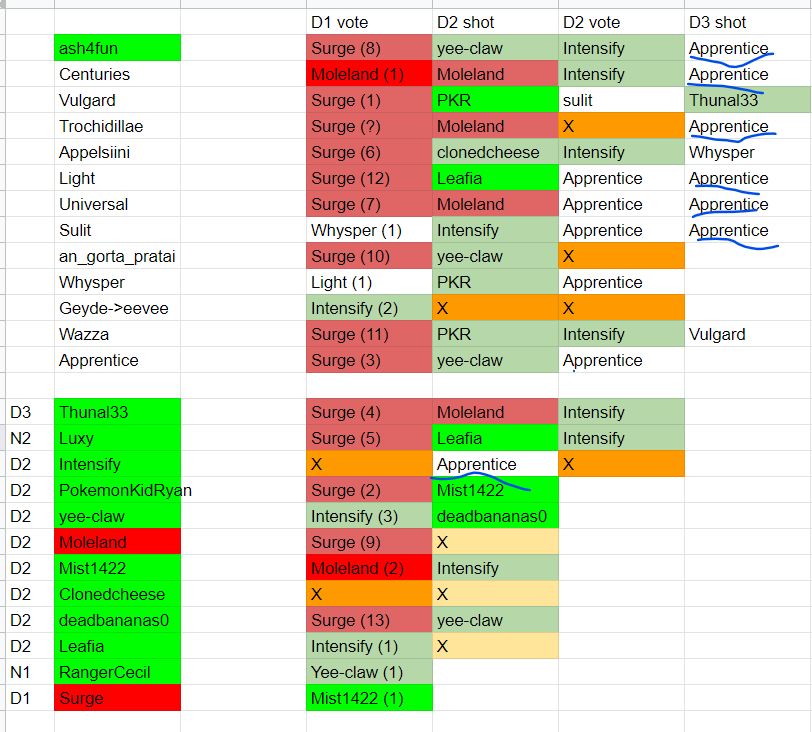 D1 vote D2 shot D2 vote D3 shot
ash4fun Surge (8) yee-claw Intensify Apprentice
Centuries Moleland (1) Moleland Intensify Apprentice
Vulgard Surge (1) PKR sulit Thunal33
Trochidillae Surge (?) Moleland X Apprentice
Appelsiini Surge (6) clonedcheese Intensify Whysper
Light Surge (12) Leafia Apprentice Apprentice
Universal Surge (7) Moleland Apprentice Apprentice
Sulit Whysper (1) Intensify Apprentice Apprentice
an_gorta_pratai Surge (10) yee-claw X
Whysper Light (1) PKR Apprentice
Geyde->eevee Intensify (2) X X
Wazza Surge (11) PKR Intensify Vulgard
Apprentice Surge (3) yee-claw Apprentice
D3 Thunal33 Surge (4) Moleland Intensify
N2 Luxy Surge (5) Leafia Intensify
D2 Intensify X Apprentice X
D2 PokemonKidRyan Surge (2) Mist1422
D2 yee-claw Intensify (3) deadbananas0
D2 Moleland Surge (9) X
D2 Mist1422 Moleland (2) Intensify
D2 Clonedcheese X X
D2 deadbananas0 Surge (13) yee-claw
D2 Leafia Intensify (1) X
N1 RangerCecil Yee-claw (1)
D1 Surge Mist1422 (1)